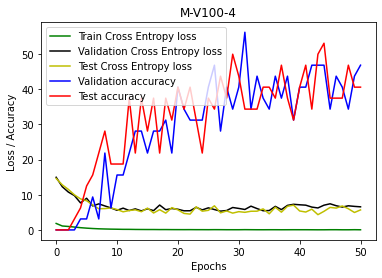 M-V100-4
Train Cross Entropy loss
Validation Cross Entropy loss
Test Cross Entropy loss
Validation accuracy
Test accuracy
Loss / Accuracy
50
40
30
20
10
0
0
10
20
30
40
50
Epochs